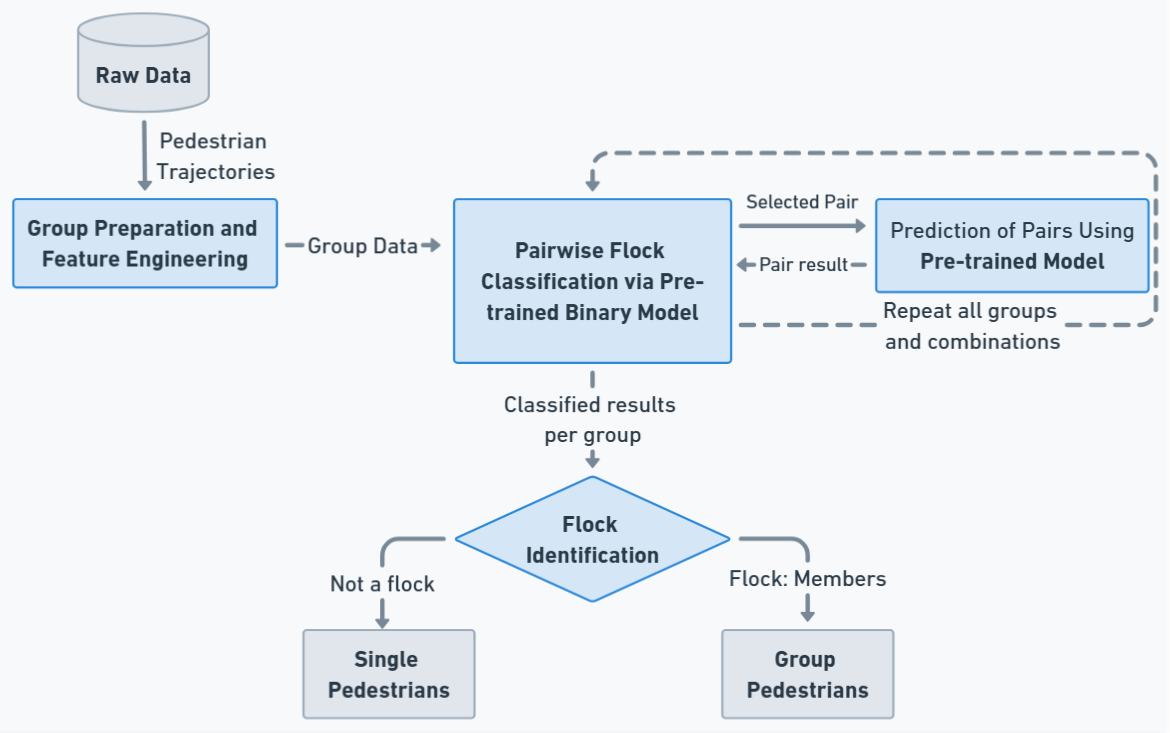 Raw Data
Pedestrian
Trajectories
Group Preparation and
Feature Engineering
Group Data
Pairwise Flock
Classification via Pre-
trained Binary Model
Selected Pair
Pair result
Prediction of Pairs Using
Pre-trained Model
Repeat all groups
and combinations
Classified results
per group
Flock
Identification
Not a flock
Flock: Members
Single
Pedestrians
Group
Pedestrians